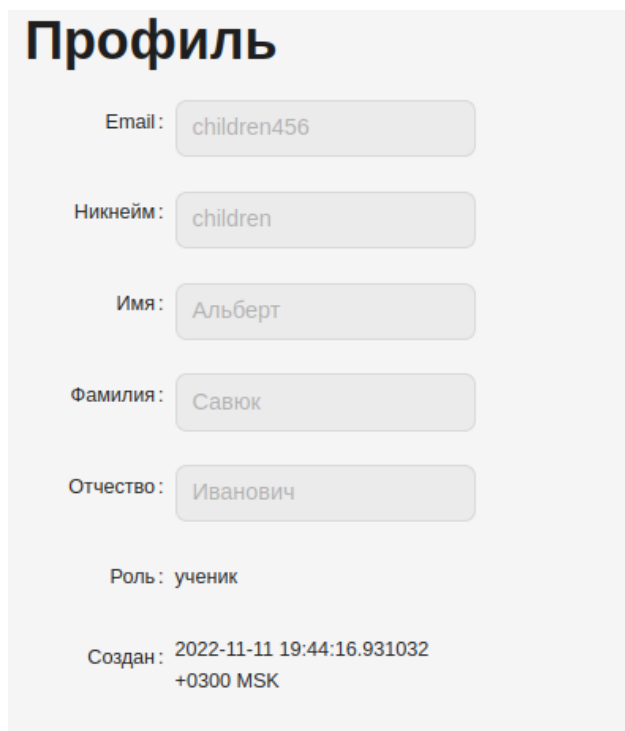 Профиль
Email: children456
Никнейм: children
Имя: Альберт
Фамилия: Савюк
Отчество: Иванович
Роль: ученик
Создан: 2022-11-11 19:44:16.931032
+0300 MSK